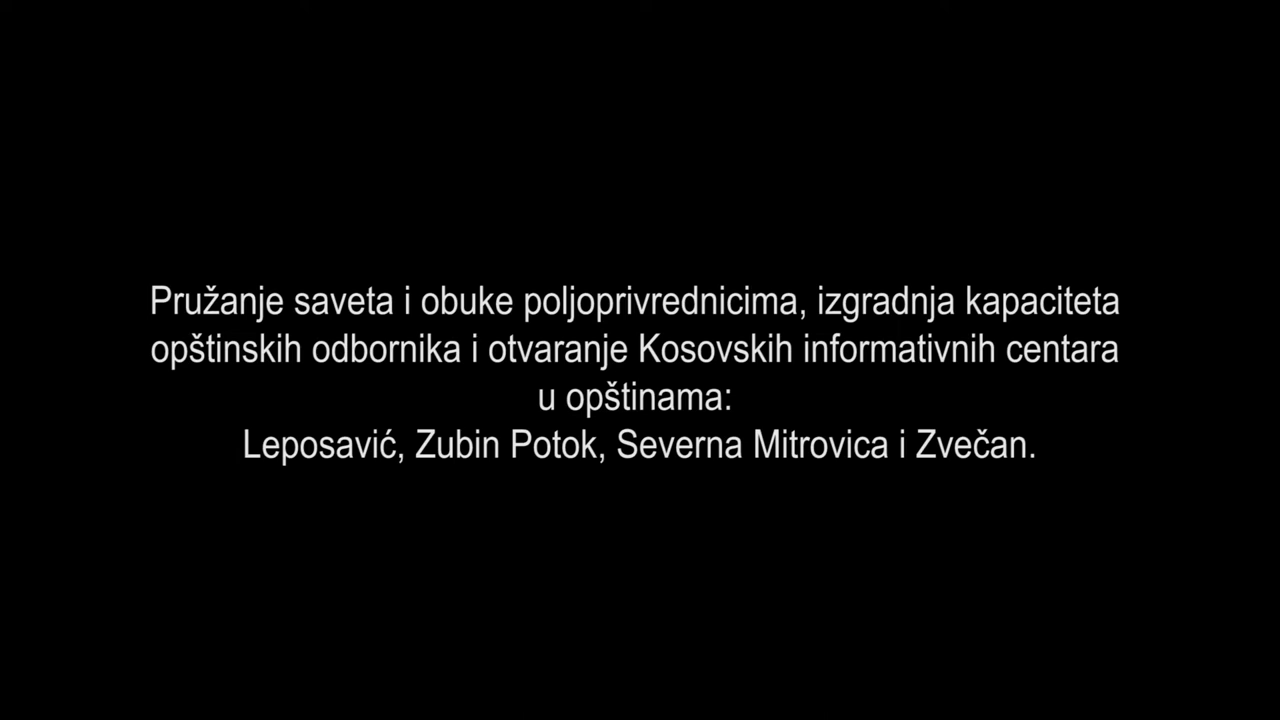 Pružanje saveta i obuke poljoprivrednicima, izgradnja kapaciteta
opštinskih odbornika i otvaranje Kosovskih informativnih centara
u opštinama:
Leposavić, Zubin Potok, Severna Mitrovica i Zvečan.